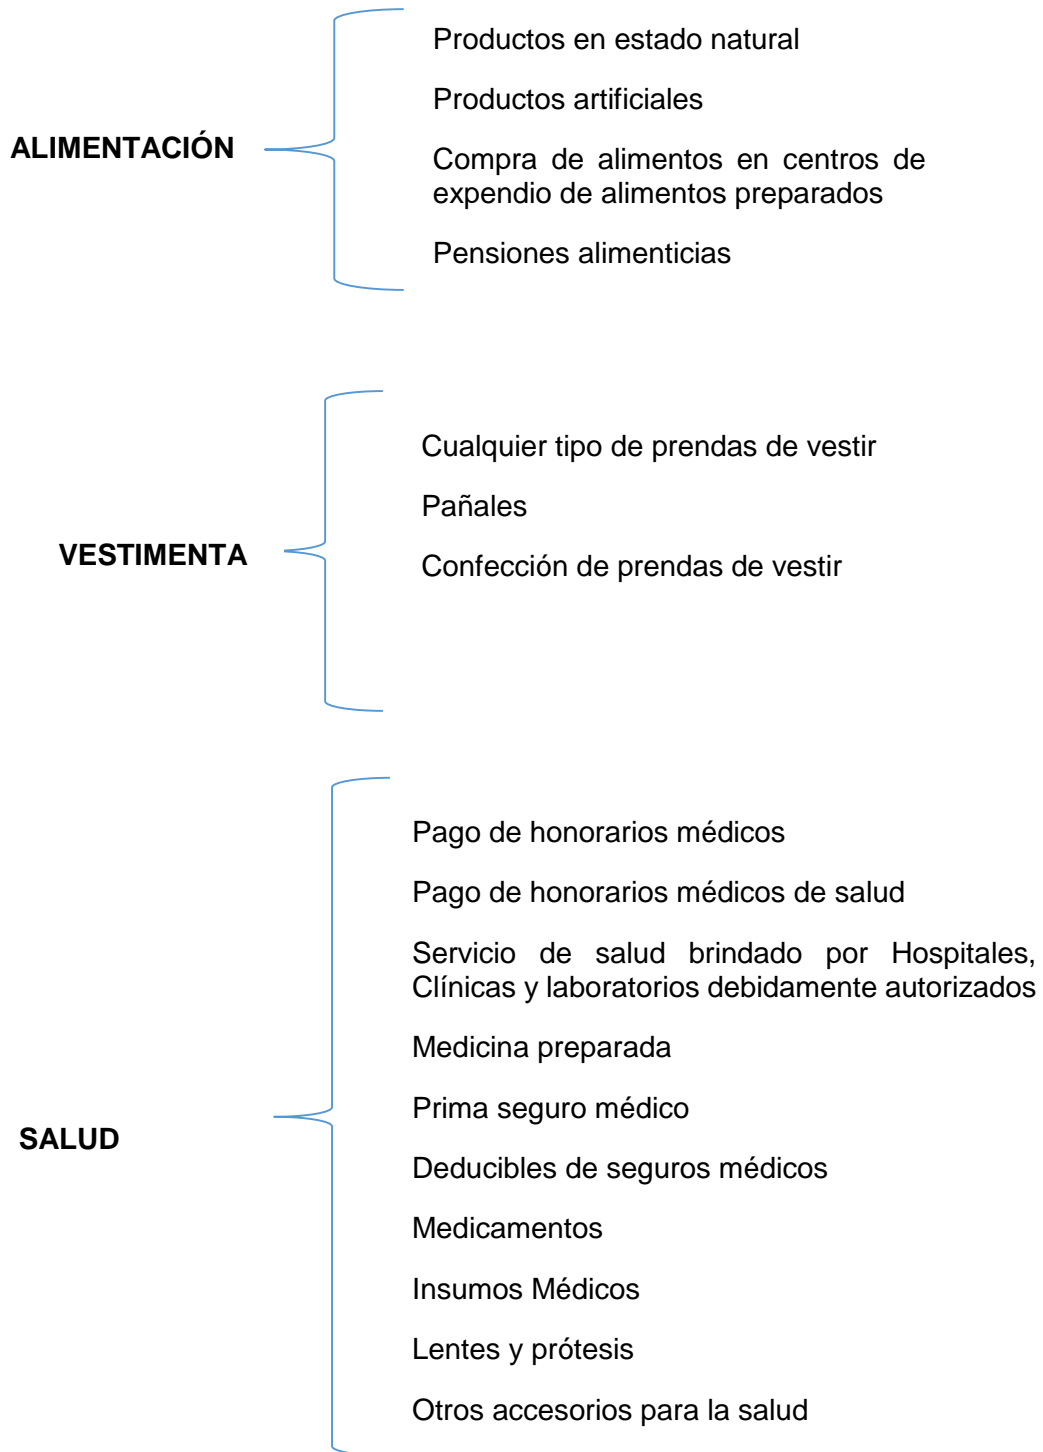 ALIMENTACIÓN
Productos en estado natural
Productos artificiales
Compra de alimentos en centros de
expendio de alimentos preparados
Pensiones alimenticias
VESTIMENTA
Cualquier tipo de prendas de vestir
Pañales
Confección de prendas de vestir
SALUD
Pago de honorarios médicos
Pago de honorarios médicos de salud
Servicio de salud brindado por Hospitales,
Clínicas y laboratorios debidamente autorizados
Medicina preparada
Prima seguro médico
Deducibles de seguros médicos
Medicamentos
Insumos Médicos
Lentes y prótesis
Otros accesorios para la salud